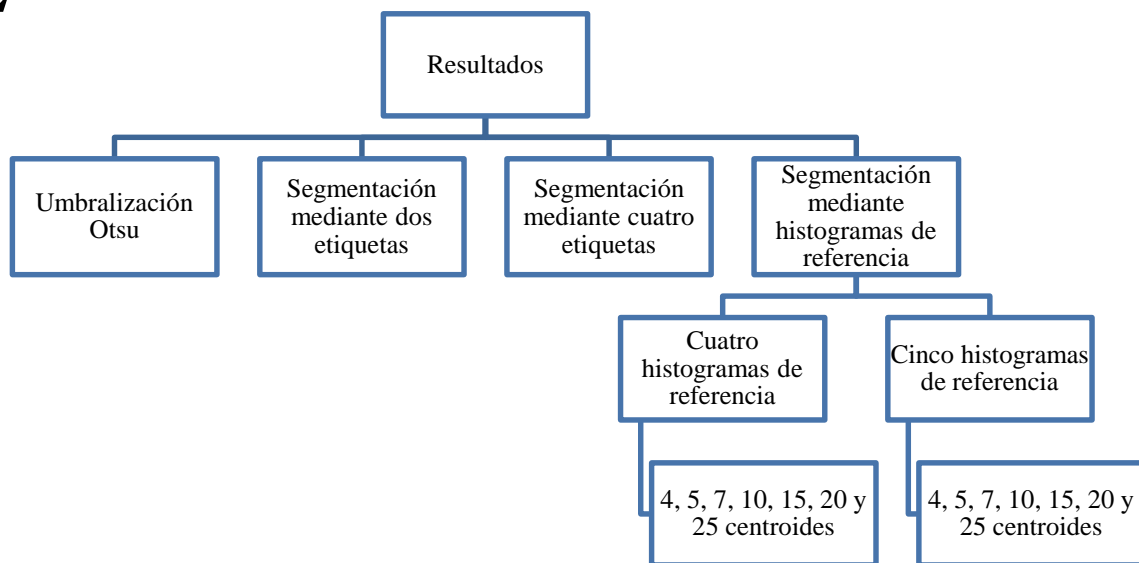 Resultados
Umbralización
Otsu
Segmentación
mediante dos
etiquetas
Segmentación
mediante cuatro
etiquetas
Segmentación
mediante
histogramas de
referencia
Cuatro
histogramas de
referencia
Cinco histogramas
de referencia
4, 5, 7, 10, 15, 20 y
25 centroides
4, 5, 7, 10, 15, 20 y
25 centroides